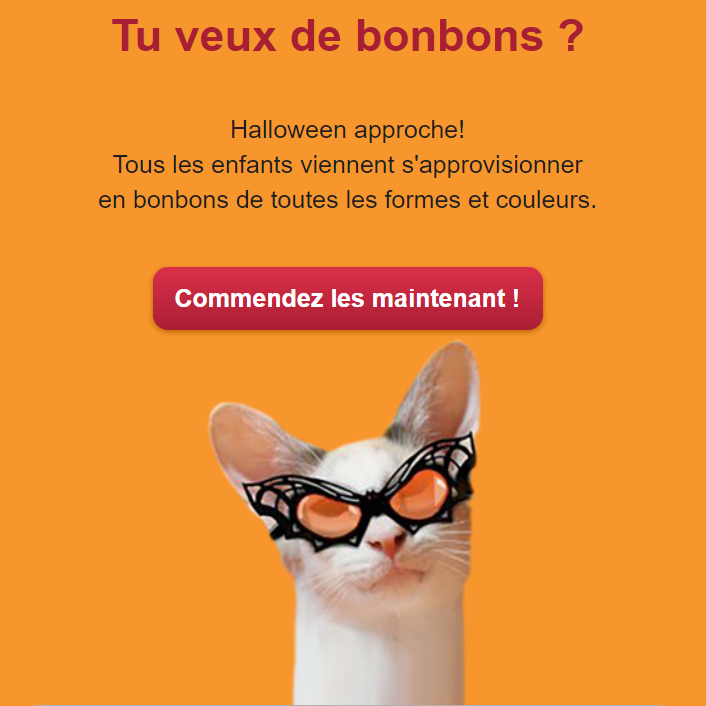 Tu veux de bonbons ?
Halloween approche!
Tous les enfants viennent s'approvisionner
en bonbons de toutes les formes et couleurs.
Commendez les maintenant !